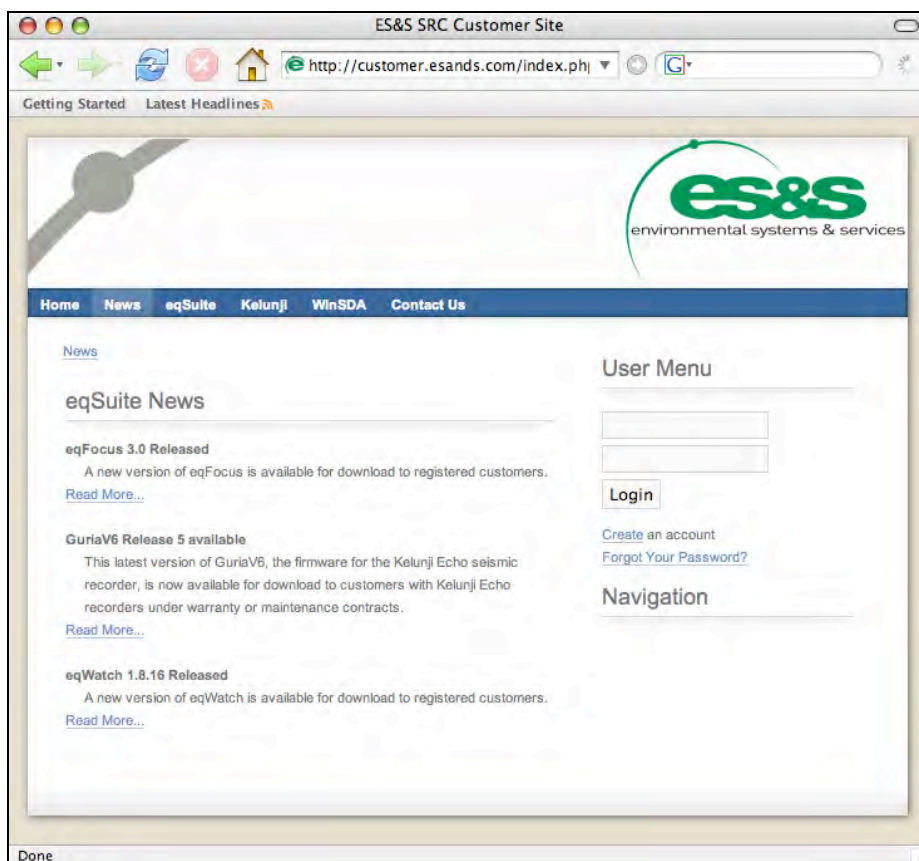 ES&S SRC Customer Site
http://customer.esands.com/index.ph
G
Getting Started Latest Headlines
es&s
environmental systems & services
Home News eqSuite Kelunji WinSDA Contact Us
News
eqSuite News
eqFocus 3.0 Released
A new version of eqFocus is available for download to registered customers.
Read More...
GuriaV6 Release 5 available
This latest version of GuriaV6, the firmware for the Kelunji Echo seismic
recorder, is now available for download to customers with Kelunji Echo
recorders under warranty or maintenance contracts.
Read More...
eqWatch 1.8.16 Released
A new version of eqWatch is available for download to registered customers.
Read More...
User Menu
Login
Create an account
Forgot Your Password?
Navigation
Done